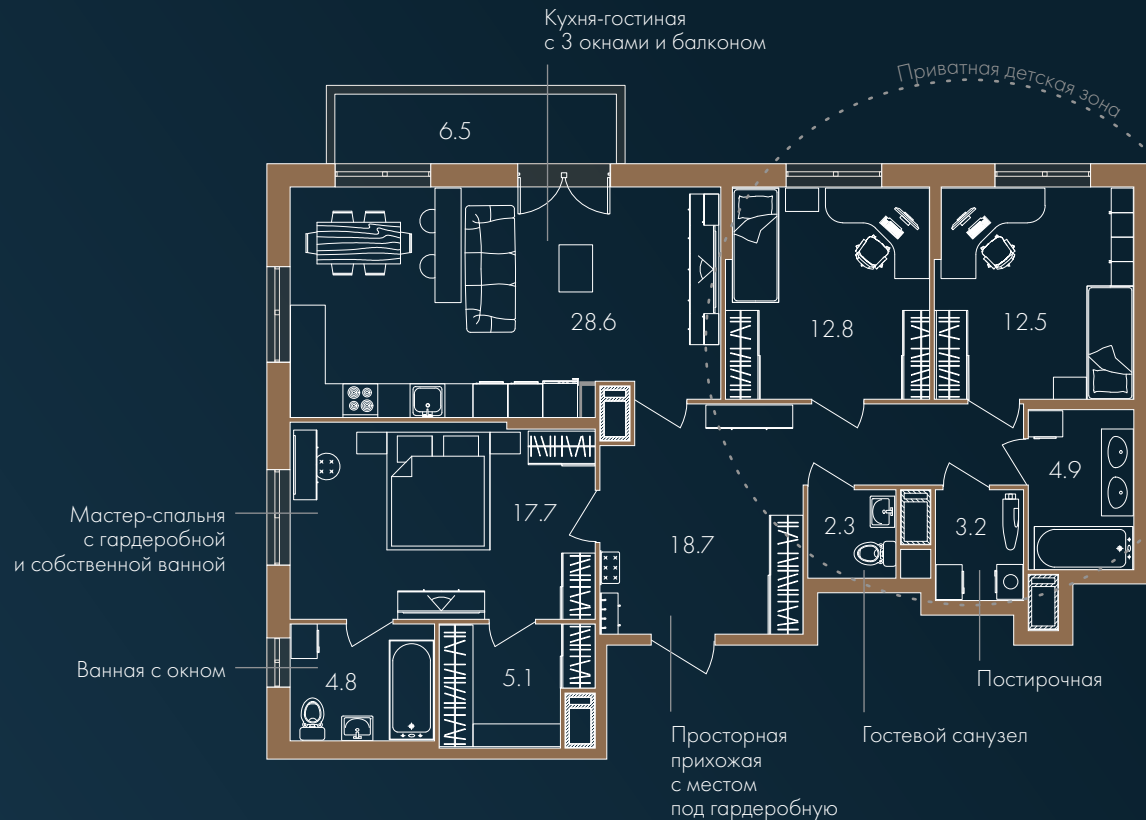 Кухня-гостиная
с 3 окнами и балконом
Приватная детская зона
6.5
28.6
12.8
12.5
4.9
17.7
18.7
2.3
3.2
Мастер-спальня
с гардеробной
и собственной ванной
Ванная с окном
4.8
5.1
Постирочная
Гостевой санузел
Просторная
прихожая
с местом
под гардеробную